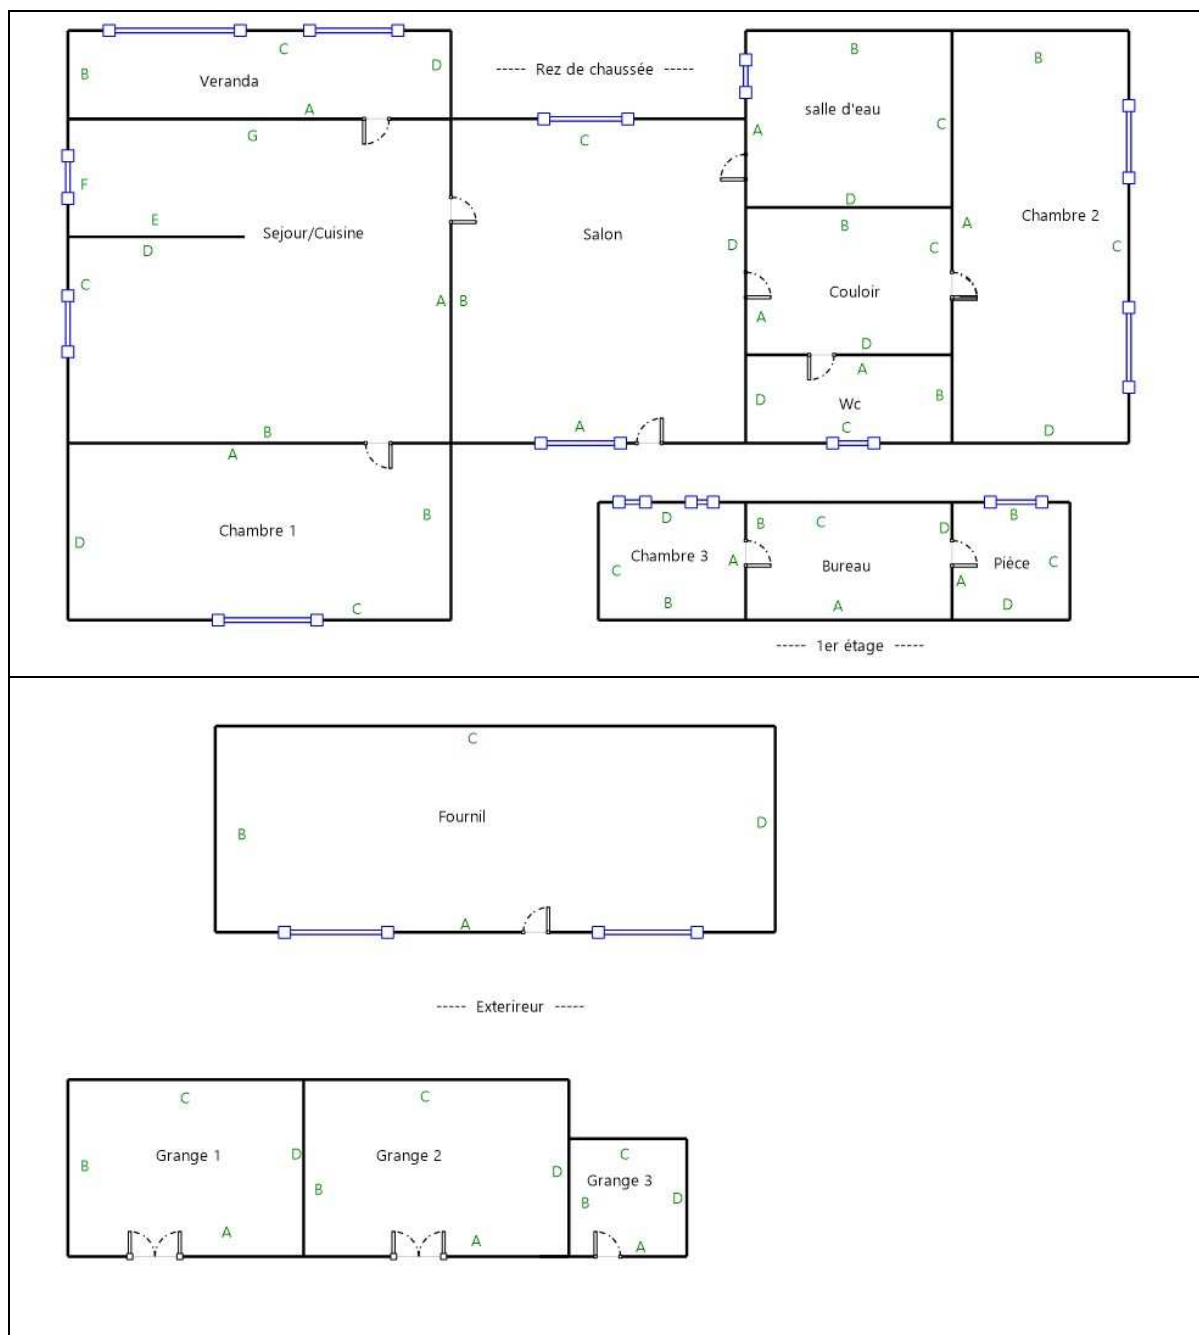 C
B
D
Veranda
A
----- Rez de chaussée -----
B
salle d'eau
A
C
D
B
Chambre 2
A
C
D
G
F
E
D
C
Sejour/Cuisine
A
B
C
Salon
B
D
A
B
C
Couloir
A
D
A
Wc
D
B
C
A
Chambre 1
B
D
C
D
Chambre 3
C
A
B
B
C
D
Bureau
A
B
Pièce
A
C
D
----- 1er étage -----
C
Fournil
B
D
A
----- Exterireur -----
C
Grange 1
B
D
A
C
Grange 2
B
D
A
C
Grange 3
B
D
A